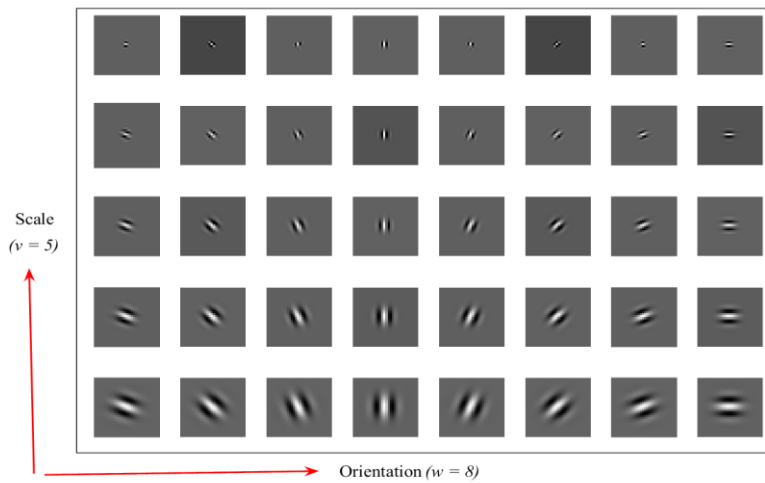 Scale
(v = 5)
Orientation (w = 8)